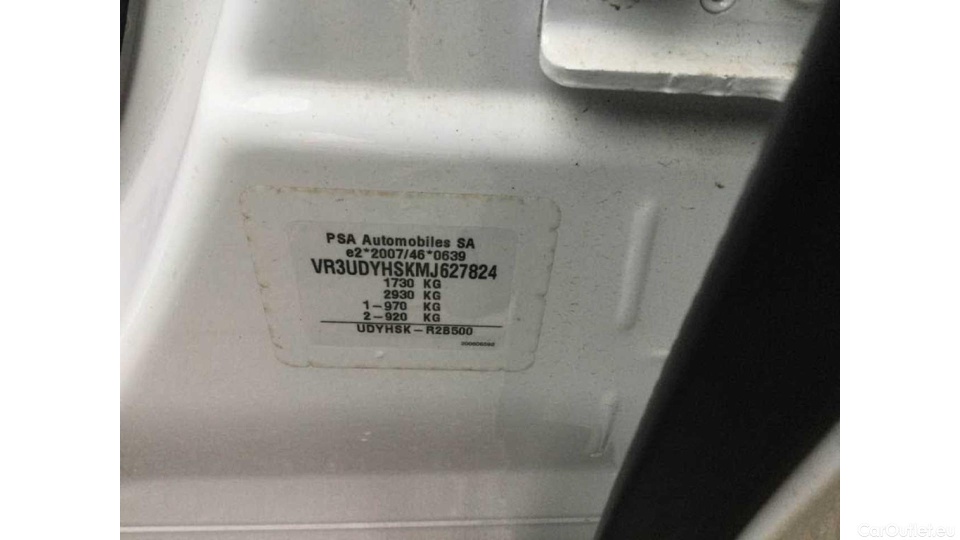 PSA Automobiles SA
e2*2007/46*0639
VR3UDYHSKMJ627824
1730 KG
2930 KG
1-970 KG
2-920 KG
UDYHSK-R28500
CarOutlet.eu